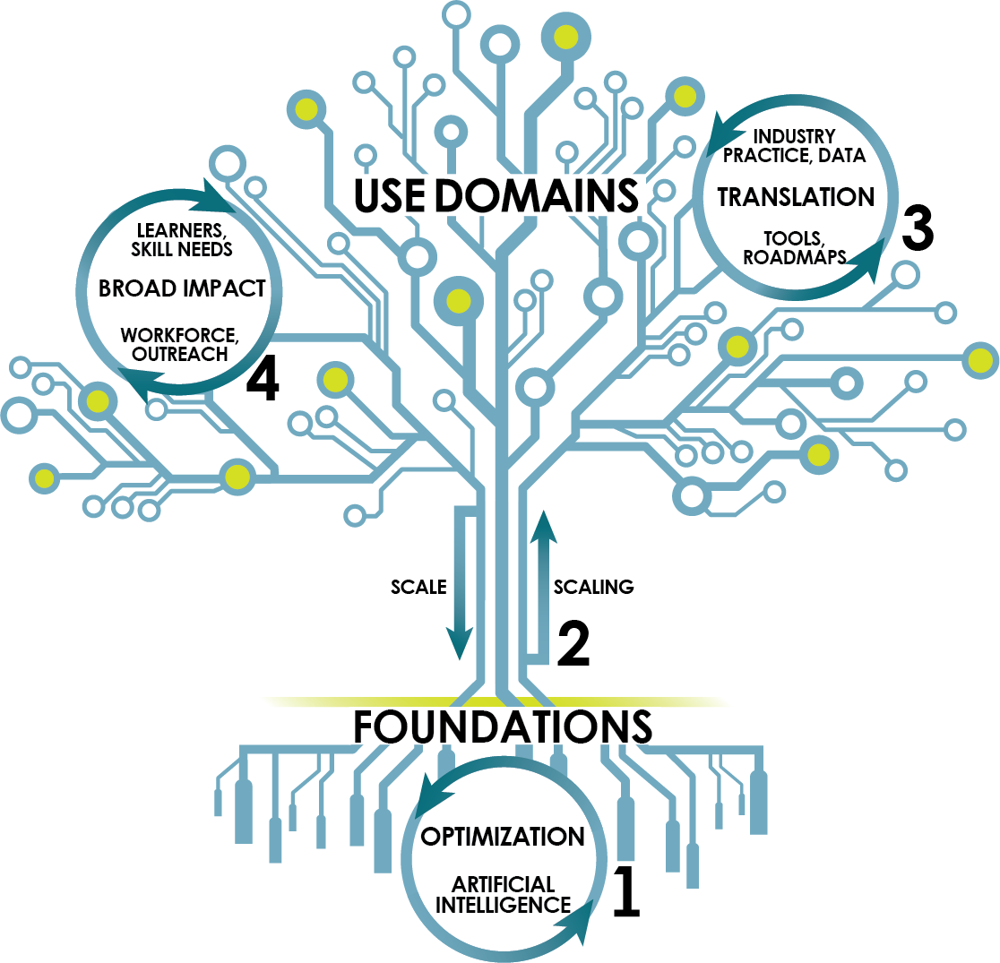 USE DOMAINS
INDUSTRY
PRACTICE, DATA
TRANSLATION
TOOLS,
ROADMAPS
3
LEARNERS,
SKILL NEEDS
BROAD IMPACT
WORKFORCE,
OUTREACH
4
SCALE
SCALING
2
FOUNDATIONS
OPTIMIZATION
ARTIFICIAL
INTELLIGENCE
1